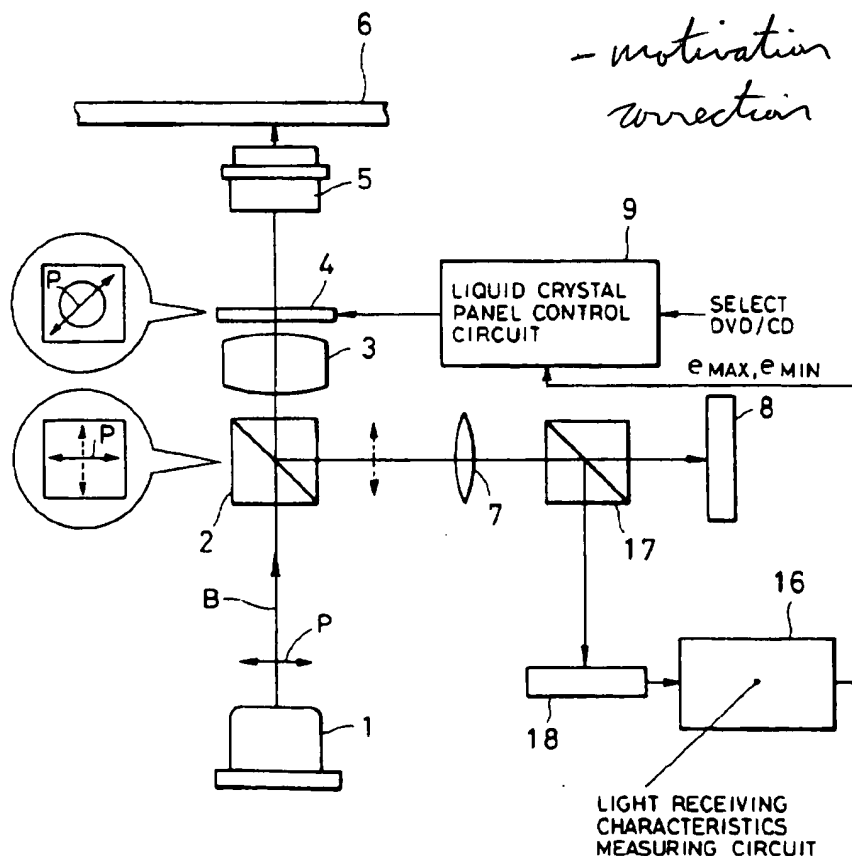 6
- motivation
correction
5
9
4
LIQUID CRYSTAL
PANEL CONTROL
CIRCUIT
SELECT
DVD/CD
P
3
e MAX, e MIN
8
P
2
7
17
B
P
16
1
18
LIGHT RECEIVING
CHARACTERISTICS
MEASURING CIRCUIT